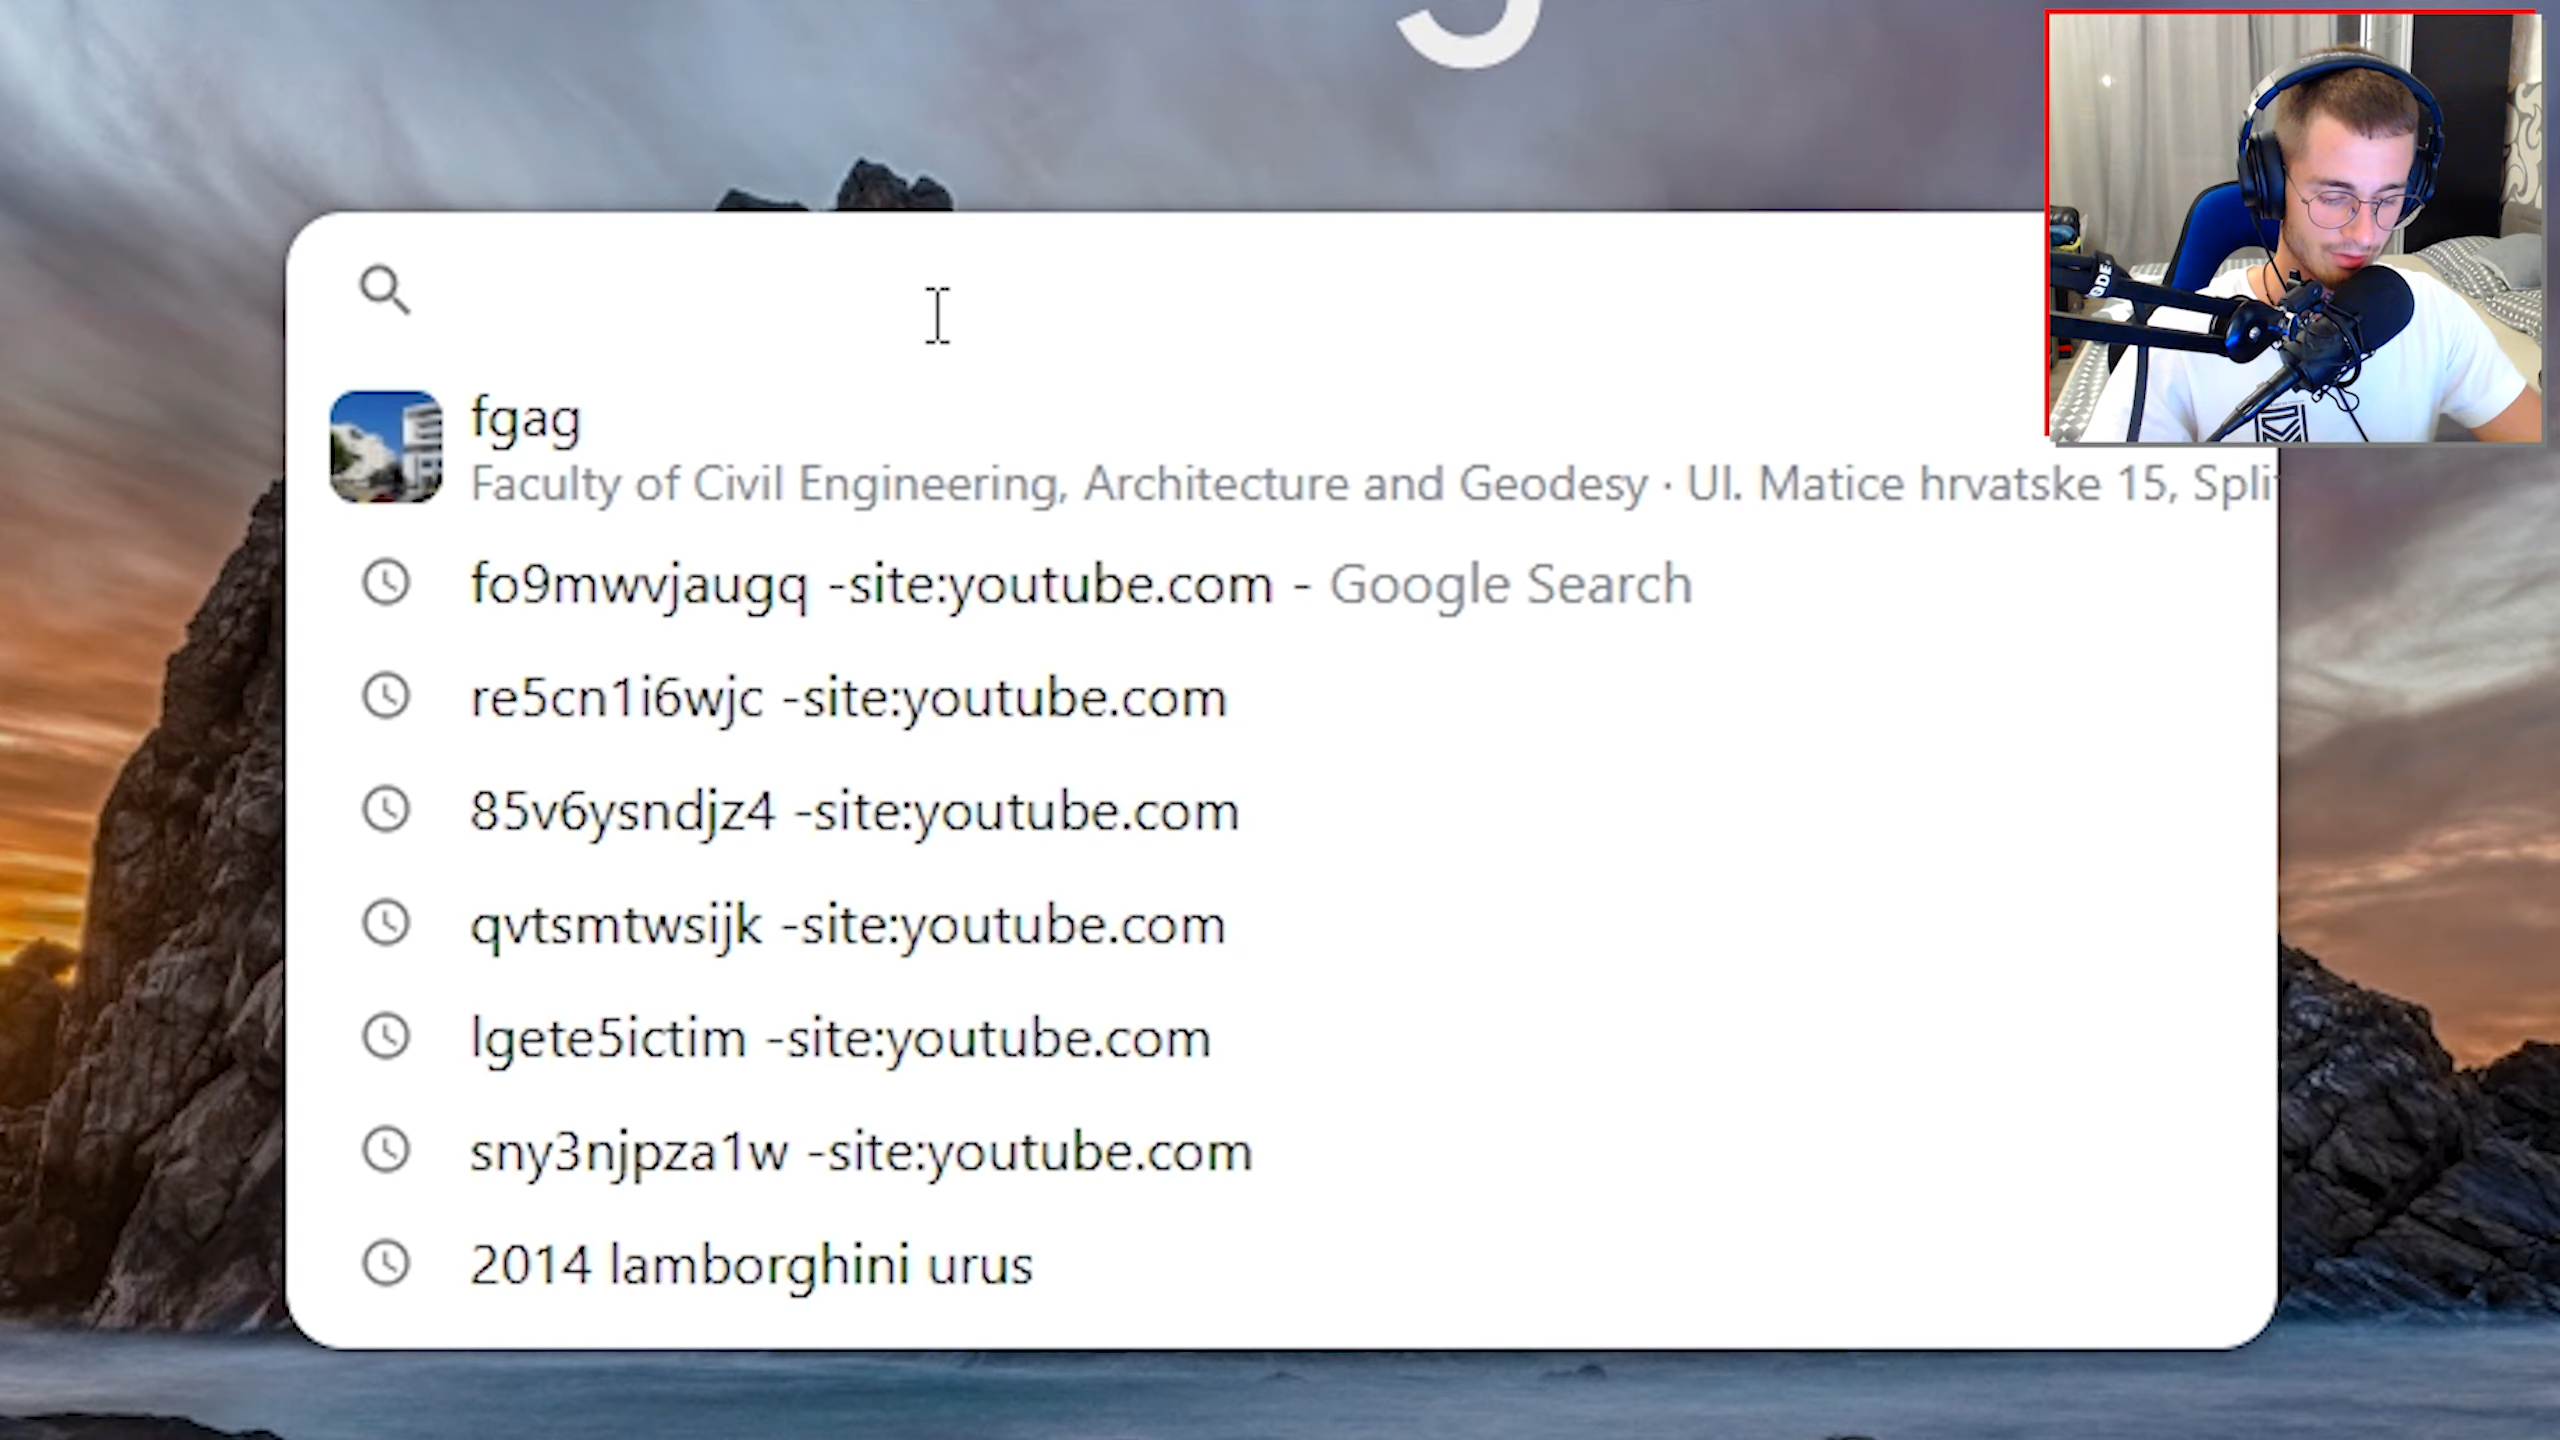 fgag
Faculty of Civil Engineering, Architecture and Geodesy · Ul. Matice hrvatske 15, Split
fo9mwvjaugq -site:youtube.com - Google Search
re5cn1i6wjc -site:youtube.com
85v6ysndjz4 -site:youtube.com
qvtsmtwsijk -site:youtube.com
lgete5ictim -site:youtube.com
sny3njpza1w -site:youtube.com
2014 lamborghini urus